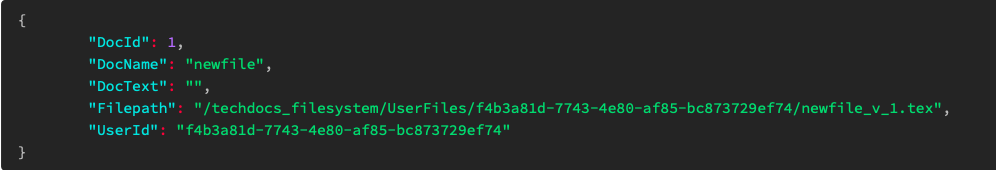 {
"DocId": 1,
"DocName": "newfile",
"DocText": "",
"Filepath": "/techdocs_filesystem/UserFiles/f4b3a81d-7743-4e80-af85-bc873729ef74/newfile_v_1.tex",
"UserId": "f4b3a81d-7743-4e80-af85-bc873729ef74"
}